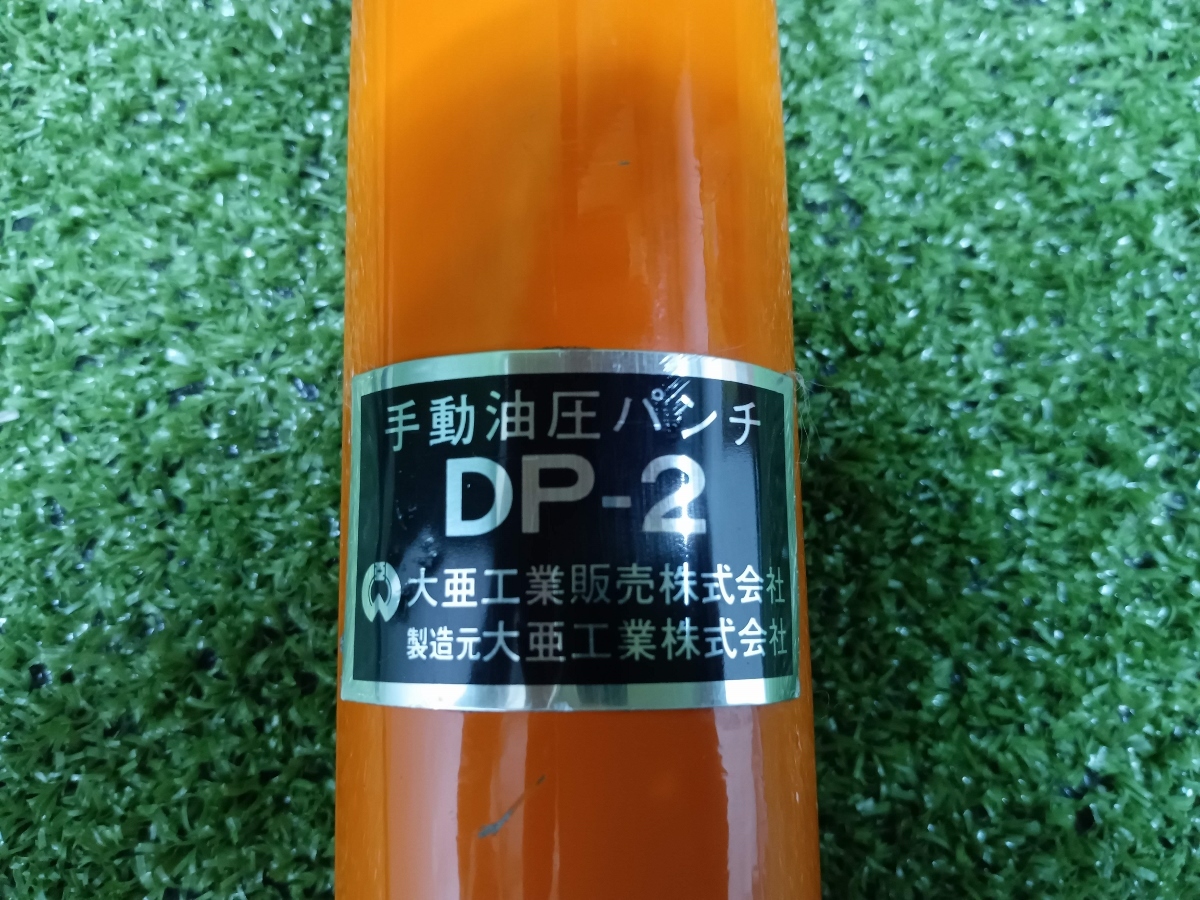 手動油圧パンチ
DP-2
大亜工業販売株式会社
製造元大亜工業株式会社